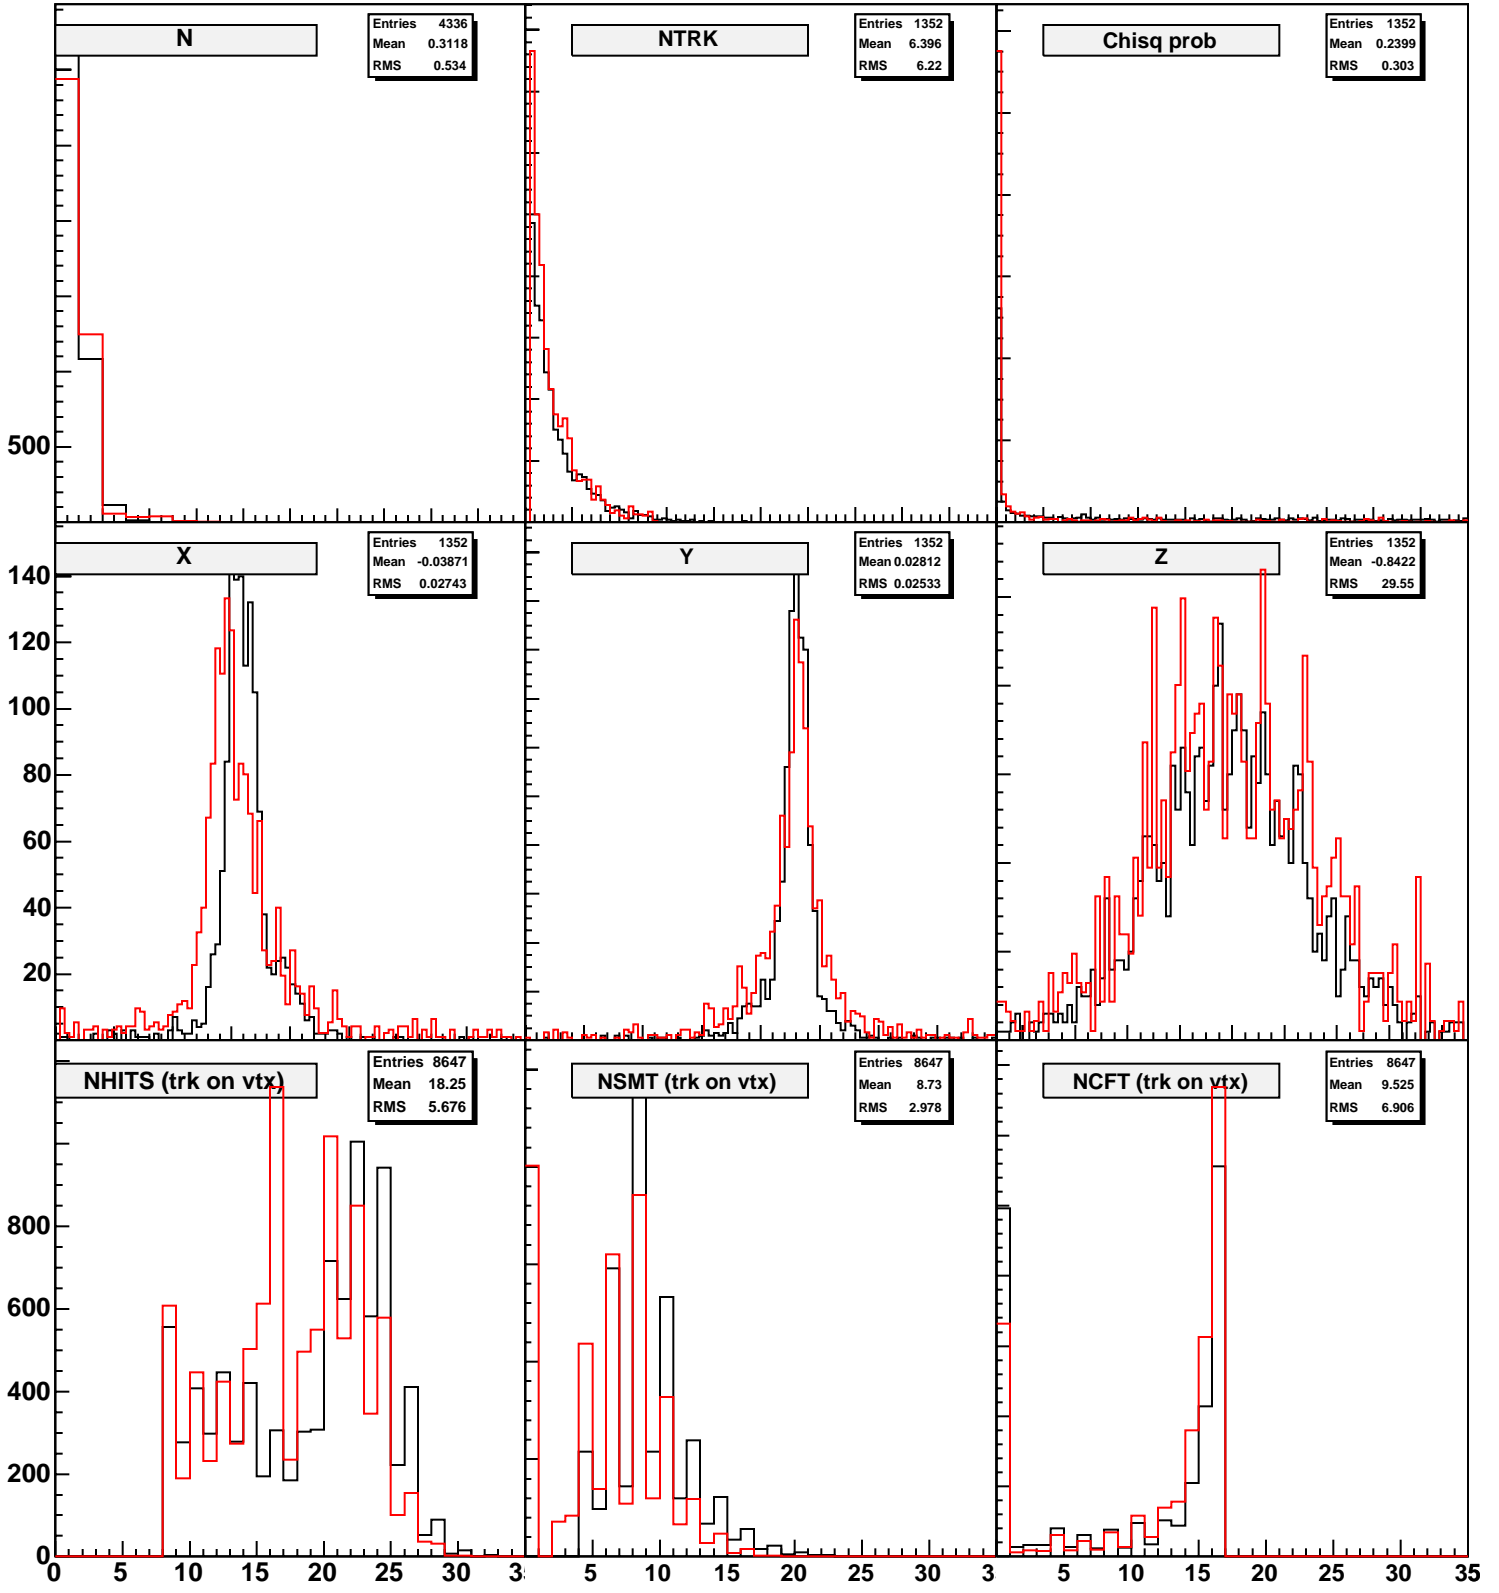 N
Entries 4336
Mean 0.3118
RMS 0.534
NTRK
Entries 1352
Mean 6.396
RMS 6.22
Chisq prob
Entries 1352
Mean 0.2399
RMS 0.303
500
X
Entries 1352
Mean -0.03871
RMS 0.02743
Y
Entries 1352
Mean 0.02812
RMS 0.02533
Z
Entries 1352
Mean -0.8422
RMS 29.55
140
120
100
80
60
40
20
NHITS (trk on vtx)
Entries 8647
Mean 18.25
RMS 5.676
NSMT (trk on vtx)
Entries 8647
Mean 8.73
RMS 2.978
NCFT (trk on vtx)
Entries 8647
Mean 9.525
RMS 6.906
800
600
400
200
0
0 5 10 15 20 25 30 3 5 10 15 20 25 30 3 5 10 15 20 25 30 35